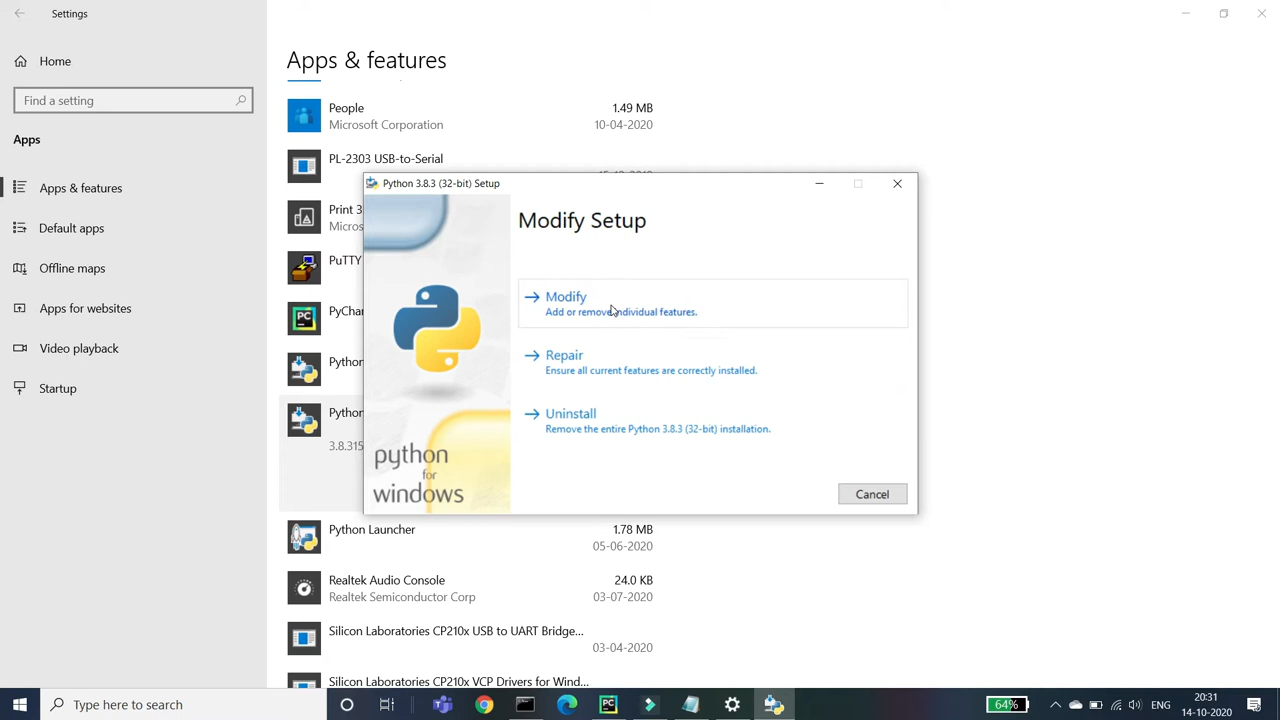 Settings
Home
Find a setting
Apps
Apps & features
Default apps
Offline maps
Apps for websites
Video playback
Startup
Apps & features
People
1.49 MB
Microsoft Corporation
10-04-2020
PL-2303 USB-to-Serial
Print 3
Micros
PuTTY
PyChar
Python
Python
3.8.315
Python Launcher
1.78 MB
05-06-2020
Realtek Audio Console
24.0 KB
Realtek Semiconductor Corp
03-07-2020
Silicon Laboratories CP210x USB to UART Bridge...
03-04-2020
Silicon Laboratories CP210x VCP Drivers for Wind...
Python 3.8.3 (32-bit) Setup
Modify Setup
Modify
Add or remove individual features.
Repair
Ensure all current features are correctly installed.
Uninstall
Remove the entire Python 3.8.3 (32-bit) installation.
python
for
windows
Cancel
PC
Type here to search
PC
64%
ENG
20:31
14-10-2020